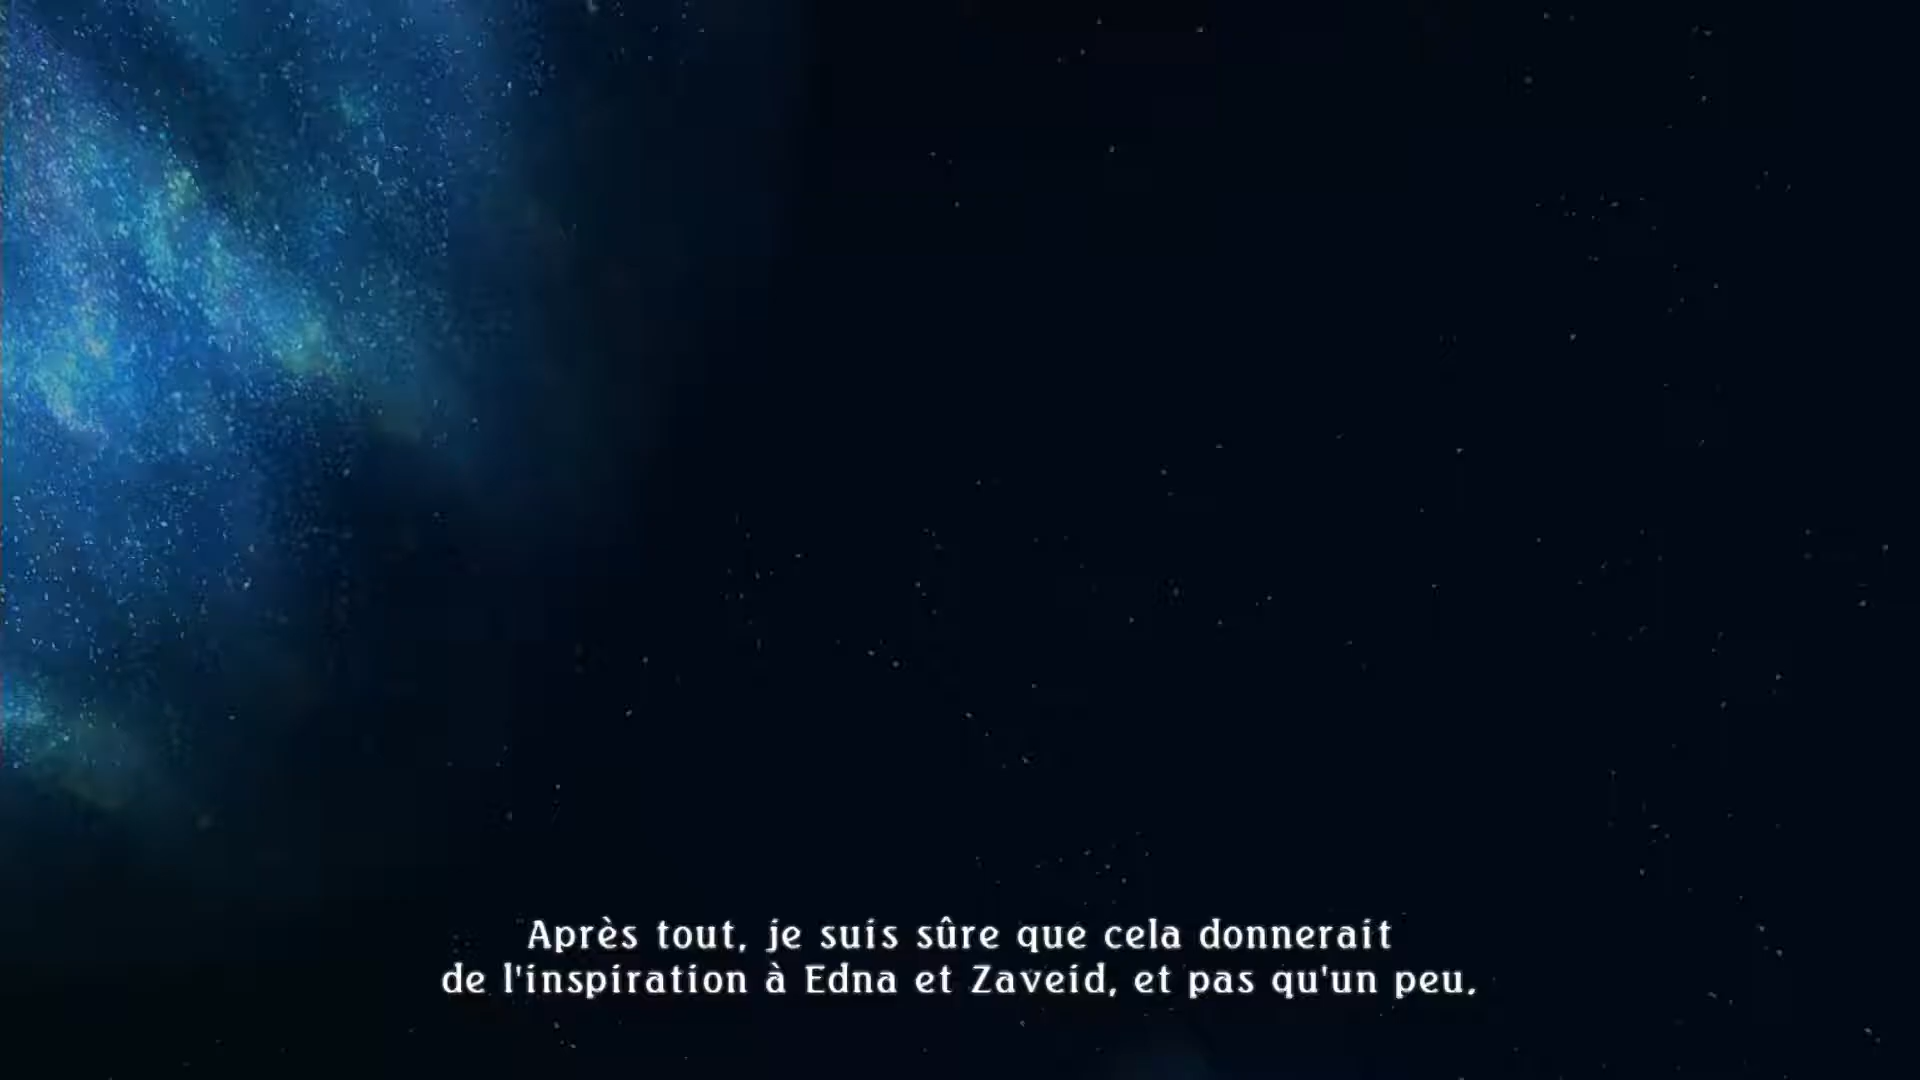 Après tout, je suis sûre que cela donnerait
de l'inspiration à Edna et Zaveid, et pas qu'un peu.